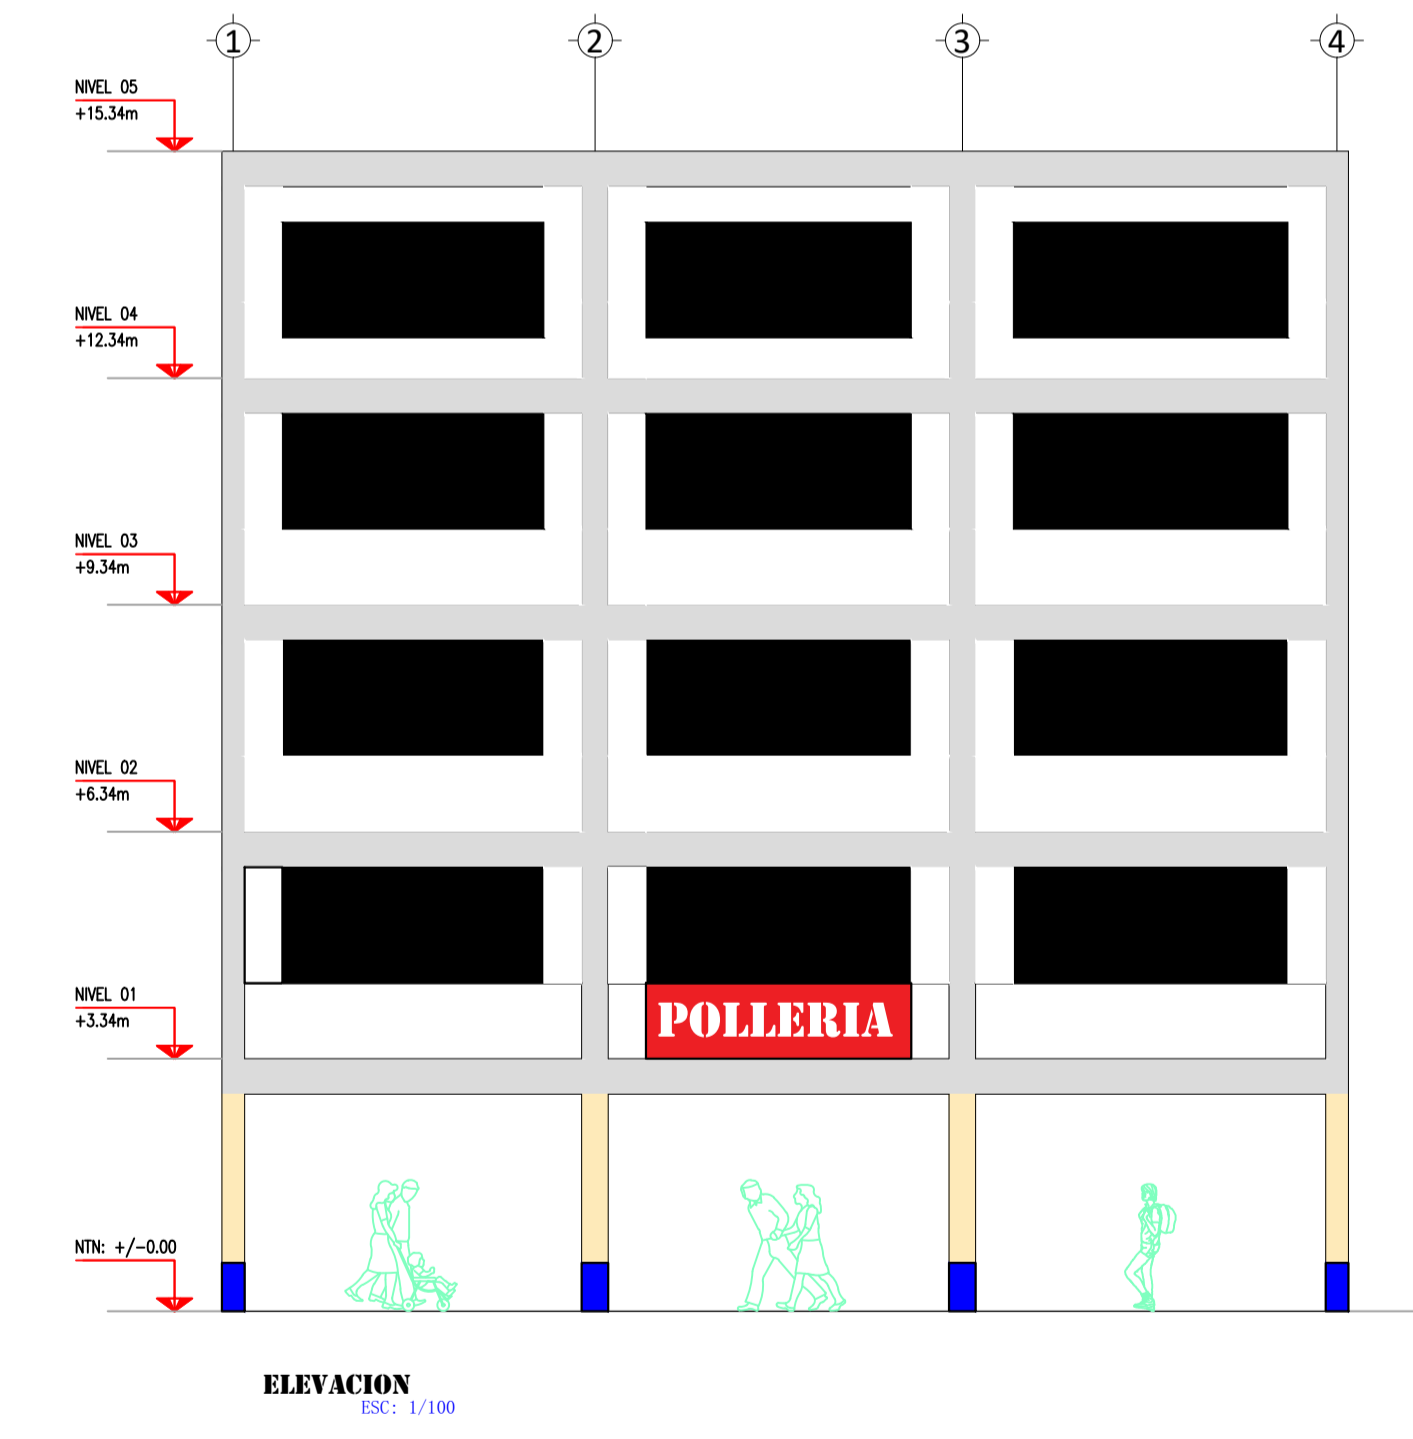 1 2 3 4
NIVEL 05
+15.34m
NIVEL 04
+12.34m
NIVEL 03
+9.34m
NIVEL 02
+6.34m
NIVEL 01
+3.34m
POLLERIA
NTN: +/-0.00
ELEVACION
ESC: 1/100